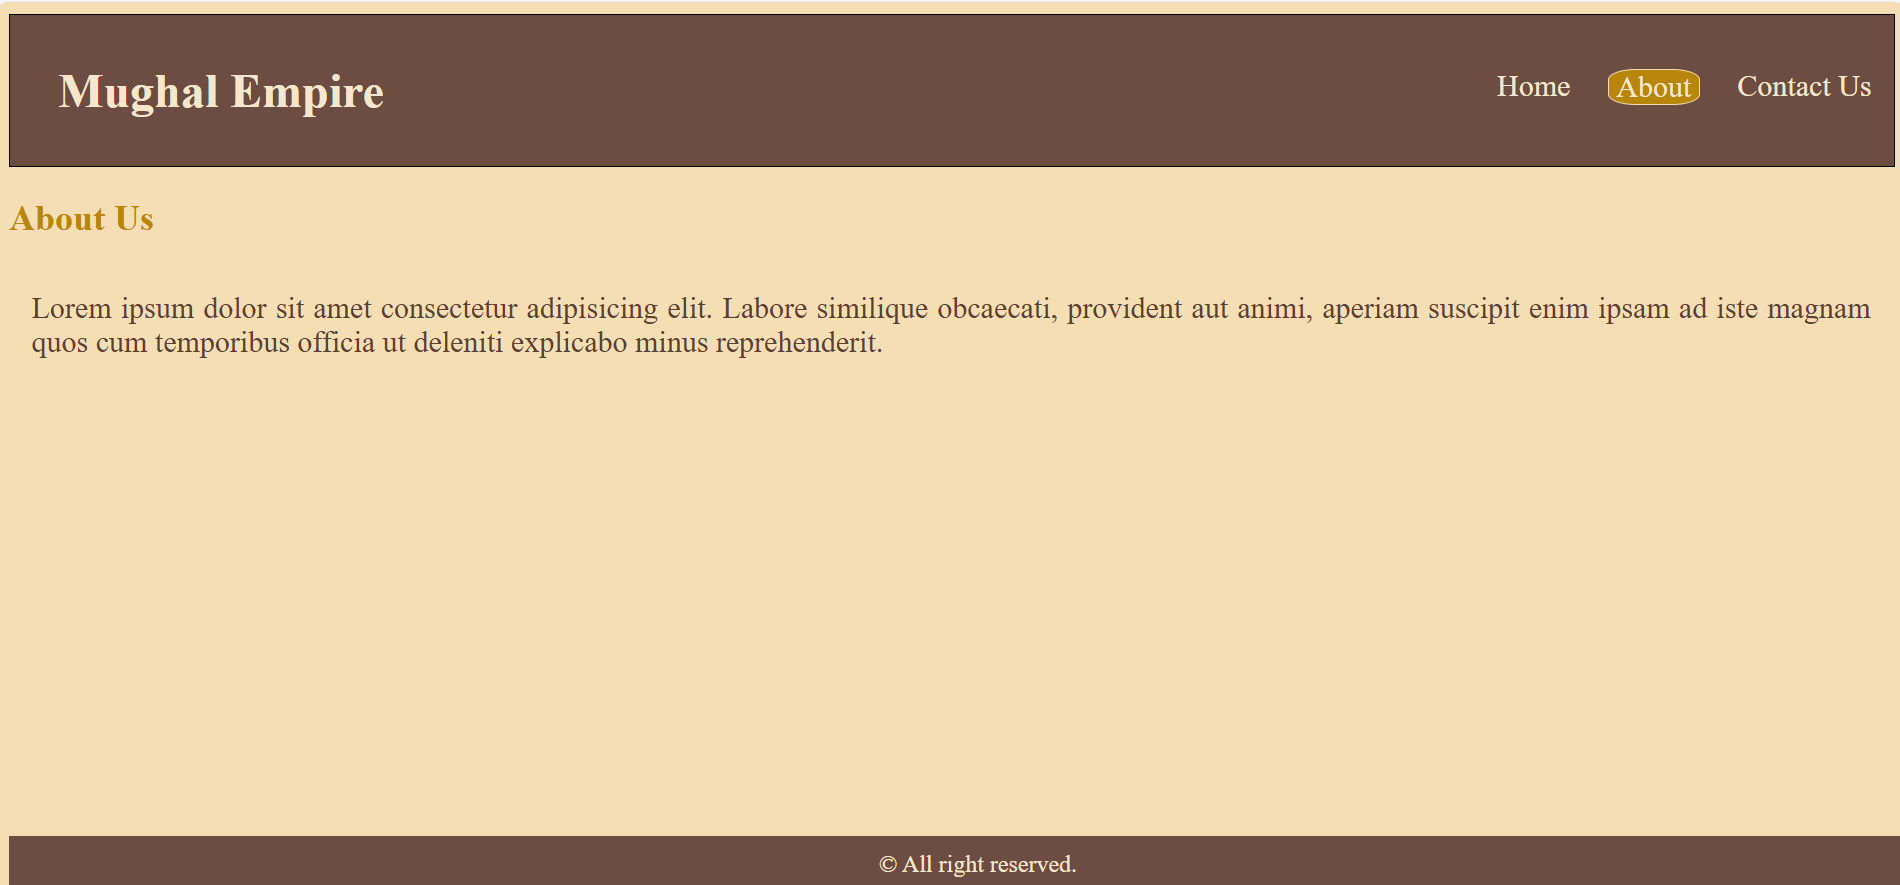 Mughal Empire
Home About Contact Us
About Us
Lorem ipsum dolor sit amet consectetur adipisicing elit. Labore similique obcaecati, provident aut animi, aperiam suscipit enim ipsam ad iste magnam
quos cum temporibus officia ut deleniti explicabo minus reprehenderit.
© All right reserved.